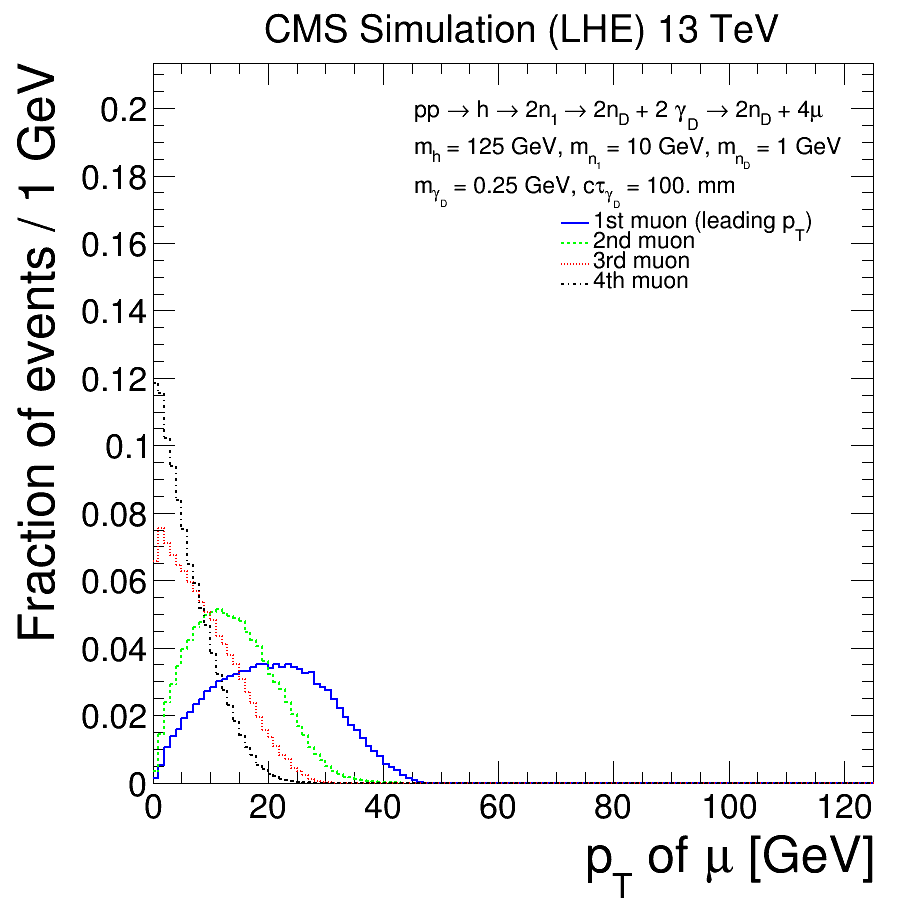 CMS Simulation (LHE) 13 TeV
Fraction of events / 1 GeV
0.2
0.18
0.16
0.14
0.12
0.1
0.08
0.06
0.04
0.02
0
pp → h → 2n1 → 2nD + 2 γD → 2nD + 4μ
mh = 125 GeV, mn1 = 10 GeV, mnD = 1 GeV
mγD = 0.25 GeV, cτγD = 100. mm
1st muon (leading pT)
2nd muon
3rd muon
4th muon
0 20 40 60 80 100 120
pT of μ [GeV]